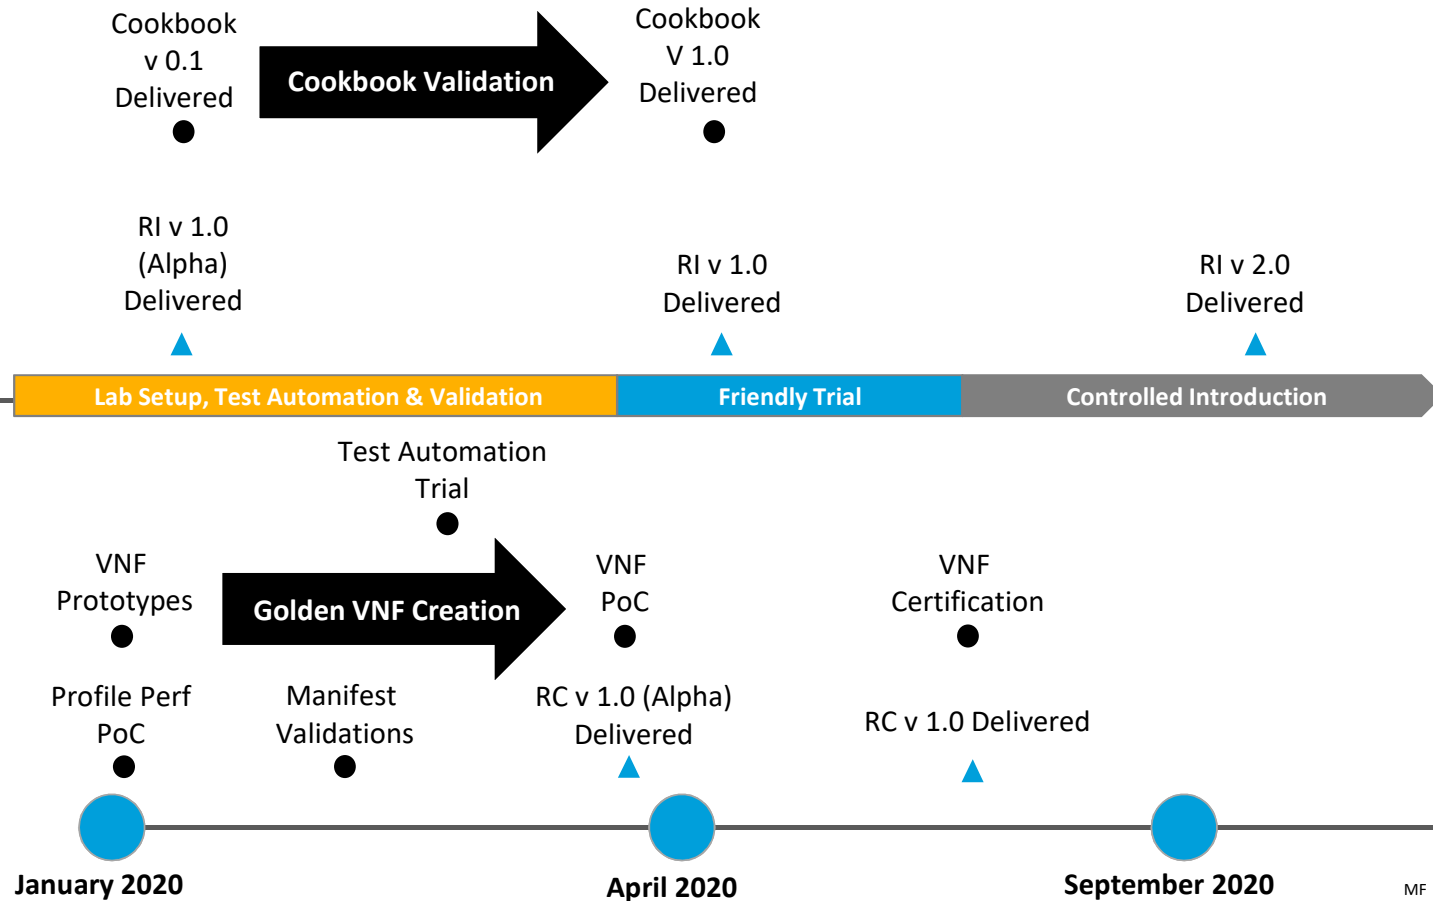 Cookbook
v 0.1
Delivered
Cookbook Validation
Cookbook
V 1.0
Delivered
RI v 1.0
(Alpha)
Delivered
RI v 1.0
Delivered
RI v 2.0
Delivered
Lab Setup, Test Automation & Validation
Friendly Trial
Controlled Introduction
Test Automation
Trial
VNF
Prototypes
Golden VNF Creation
VNF
PoC
VNF
Certification
Profile Perf
PoC
Manifest
Validations
RC v 1.0 (Alpha)
Delivered
RC v 1.0 Delivered
January 2020
April 2020
September 2020
MF